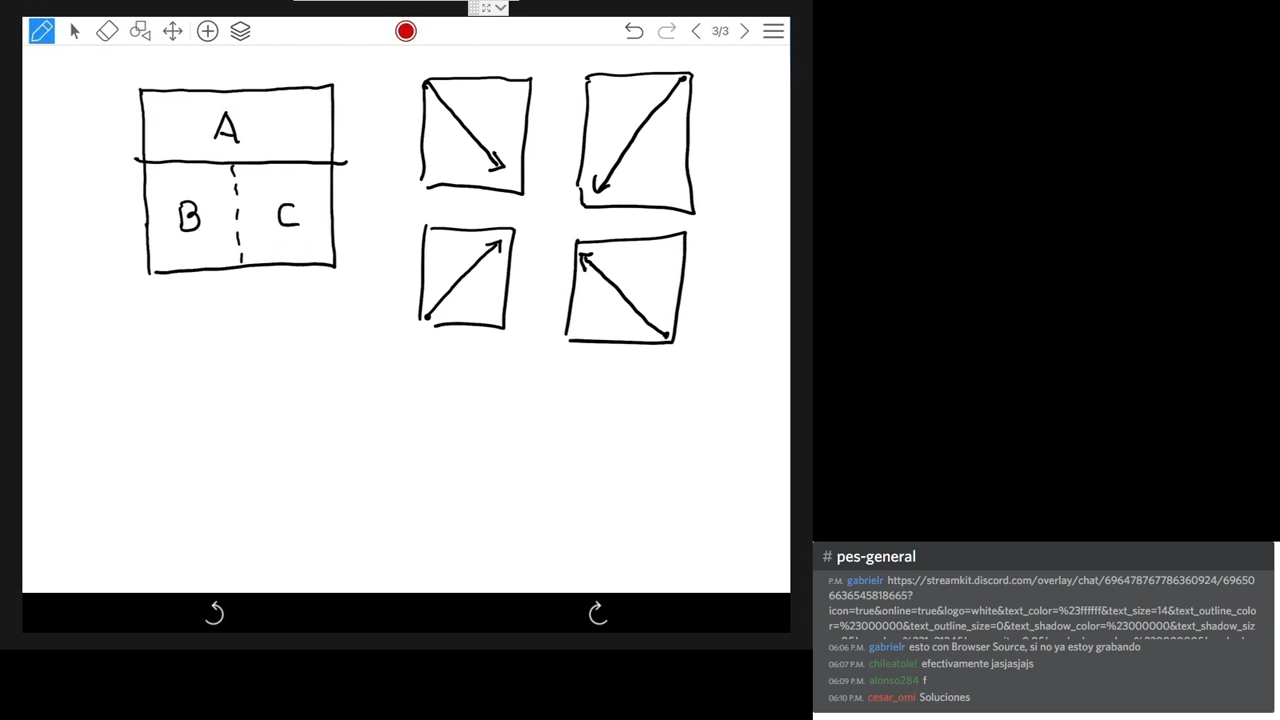 3/3
A
B
C
# pes-general
P.M. gabrielr https://streamkit.discord.com/overlay/chat/696478767786360924/69650
6636545818665?
icon=true&online=true&logo=white&text_color=%23ffffff&text_size=14&text_outline_colo
r=%23000000&text_outline_size=0&text_shadow_color=%23000000&text_shadow_siz
06:06 P.M. gabrielr esto con Browser Source, si no ya estoy grabando
06:07 P.M. chileatole! efectivamente jasjasjajs
06:09 P.M. alonso284 f
06:10 P.M. cesar_omi Soluciones